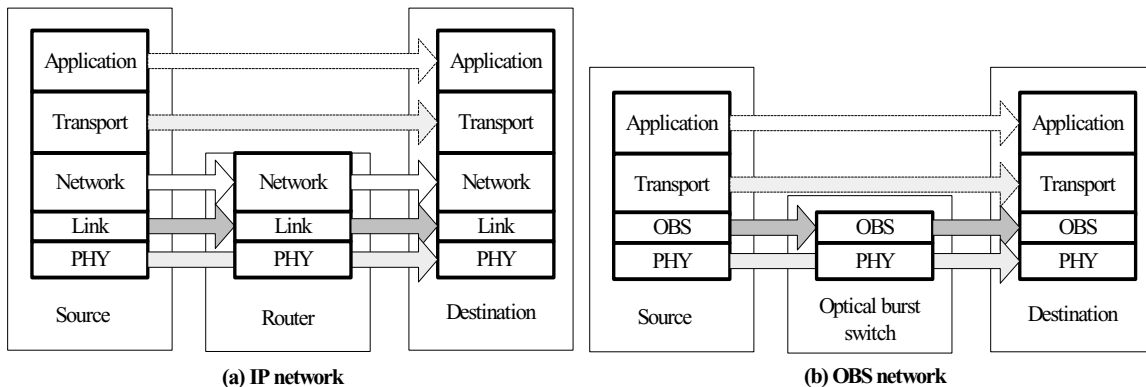 Application
Transport
Network
Link
PHY
Source
Network
Link
PHY
Router
Application
Transport
Network
Link
PHY
Destination
(a) IP network
Application
Transport
OBS
PHY
Source
OBS
PHY
Optical burst
switch
Application
Transport
OBS
PHY
Destination
(b) OBS network